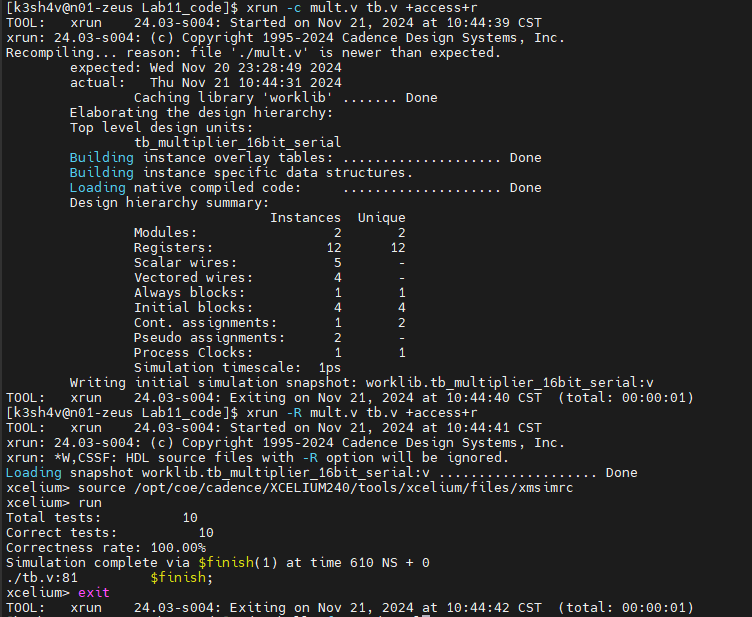 [k3sh4v@n01-zeus Lab11_code]$ xrun -c mult.v tb.v +access+r
TOOL:   xrun    24.03-s004: Started on Nov 21, 2024 at 10:44:39 CST
xrun: 24.03-s004: (c) Copyright 1995-2024 Cadence Design Systems, Inc.
Recompiling... reason: file './mult.v' is newer than expected.
        expected: Wed Nov 20 23:28:49 2024
        actual:   Thu Nov 21 10:44:31 2024
                Caching library 'worklib' ....... Done
        Elaborating the design hierarchy:
        Top level design units:
                tb_multiplier_16bit_serial
        Building instance overlay tables: .................... Done
        Building instance specific data structures.
        Loading native compiled code:     .................... Done
        Design hierarchy summary:
                                 Instances  Unique
                Modules:                 2       2
                Registers:              12      12
                Scalar wires:            5       -
                Vectored wires:          4       -
                Always blocks:           1       1
                Initial blocks:          4       4
                Cont. assignments:       1       2
                Pseudo assignments:      2       -
                Process Clocks:          1       1
                Simulation timescale:  1ps
        Writing initial simulation snapshot: worklib.tb_multiplier_16bit_serial:v
TOOL:   xrun    24.03-s004: Exiting on Nov 21, 2024 at 10:44:40 CST  (total: 00:00:01)
[k3sh4v@n01-zeus Lab11_code]$ xrun -R mult.v tb.v +access+r
TOOL:   xrun    24.03-s004: Started on Nov 21, 2024 at 10:44:41 CST
xrun: 24.03-s004: (c) Copyright 1995-2024 Cadence Design Systems, Inc.
xrun: *W,CSSF: HDL source files with -R option will be ignored.
Loading snapshot worklib.tb_multiplier_16bit_serial:v .................... Done
xcelium> source /opt/coe/cadence/XCELIUM240/tools/xcelium/files/xmsimrc
xcelium> run
Total tests:          10
Correct tests:          10
Correctness rate: 100.00%
Simulation complete via $finish(1) at time 610 NS + 0
./tb.v:81         $finish;
xcelium> exit
TOOL:   xrun    24.03-s004: Exiting on Nov 21, 2024 at 10:44:42 CST  (total: 00:00:01)